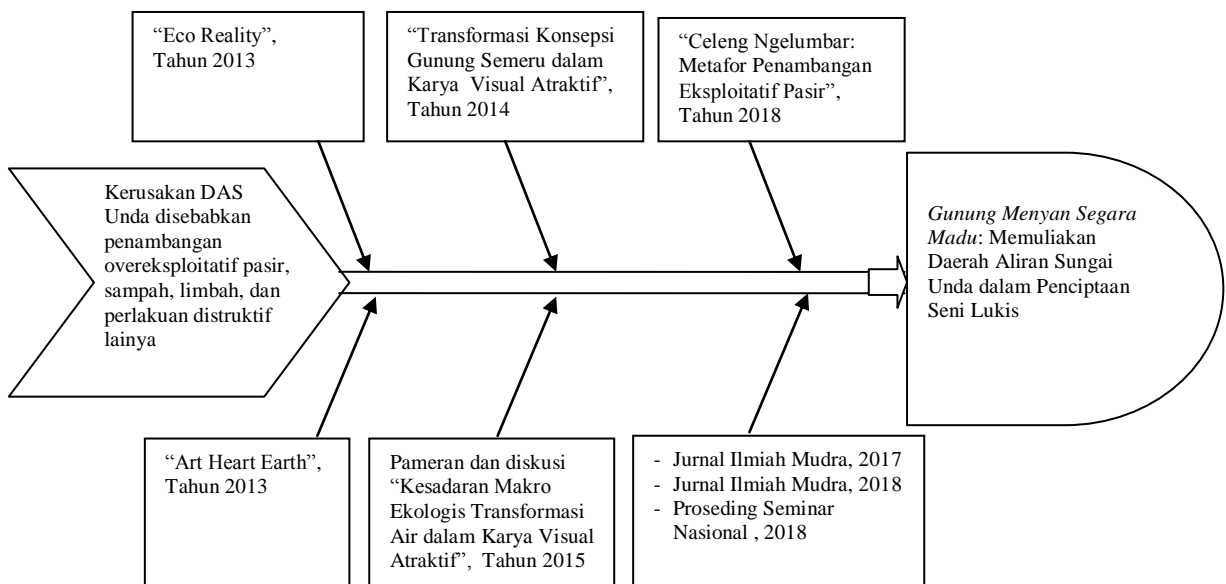 “Eco Reality”,
Tahun 2013
“Transformasi Konsepsi
Gunung Semeru dalam
Karya Visual Atraktif”,
Tahun 2014
“Celeng Ngelumbar:
Metafor Penambangan
Eksploitatif Pasir”,
Tahun 2018
Kerusakan DAS
Unda disebabkan
penambangan
overeksploitatif pasir,
sampah, limbah, dan
perlakuan distruktif
lainya
Gunung Menyan Segara
Madu: Memuliakan
Daerah Aliran Sungai
Unda dalam Penciptaan
Seni Lukis
“Art Heart Earth”,
Tahun 2013
Pameran dan diskusi
“Kesadaran Makro
Ekologis Transformasi
Air dalam Karya Visual
Atraktif”, Tahun 2015
- Jurnal Ilmiah Mudra, 2017
- Jurnal Ilmiah Mudra, 2018
- Proseding Seminar
Nasional , 2018